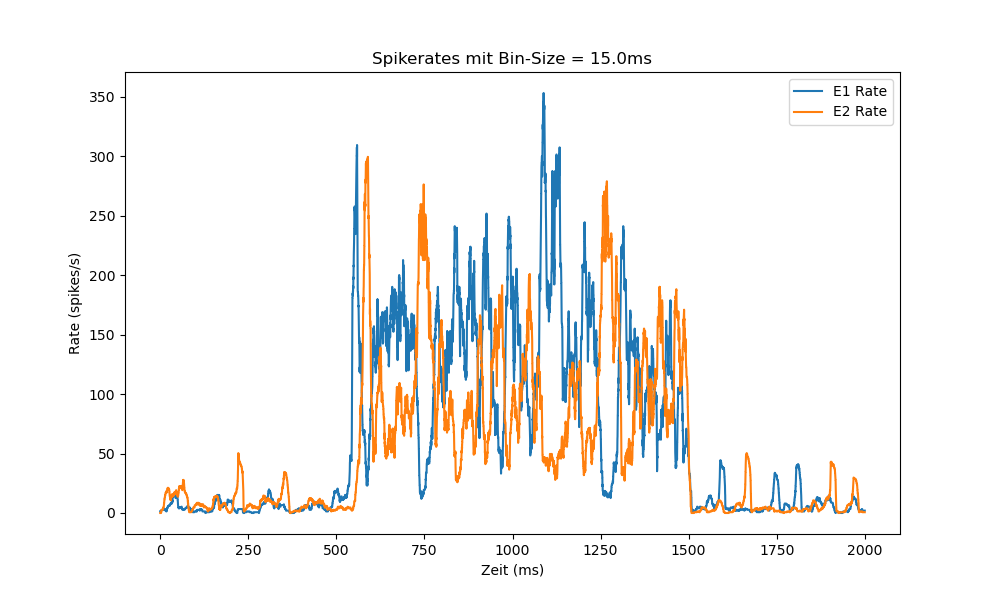 Spikerates mit Bin-Size = 15.0ms
E1 Rate
E2 Rate
350
300
250
200
150
100
50
0
Rate (spikes/s)
0 250 500 750 1000 1250 1500 1750 2000
Zeit (ms)